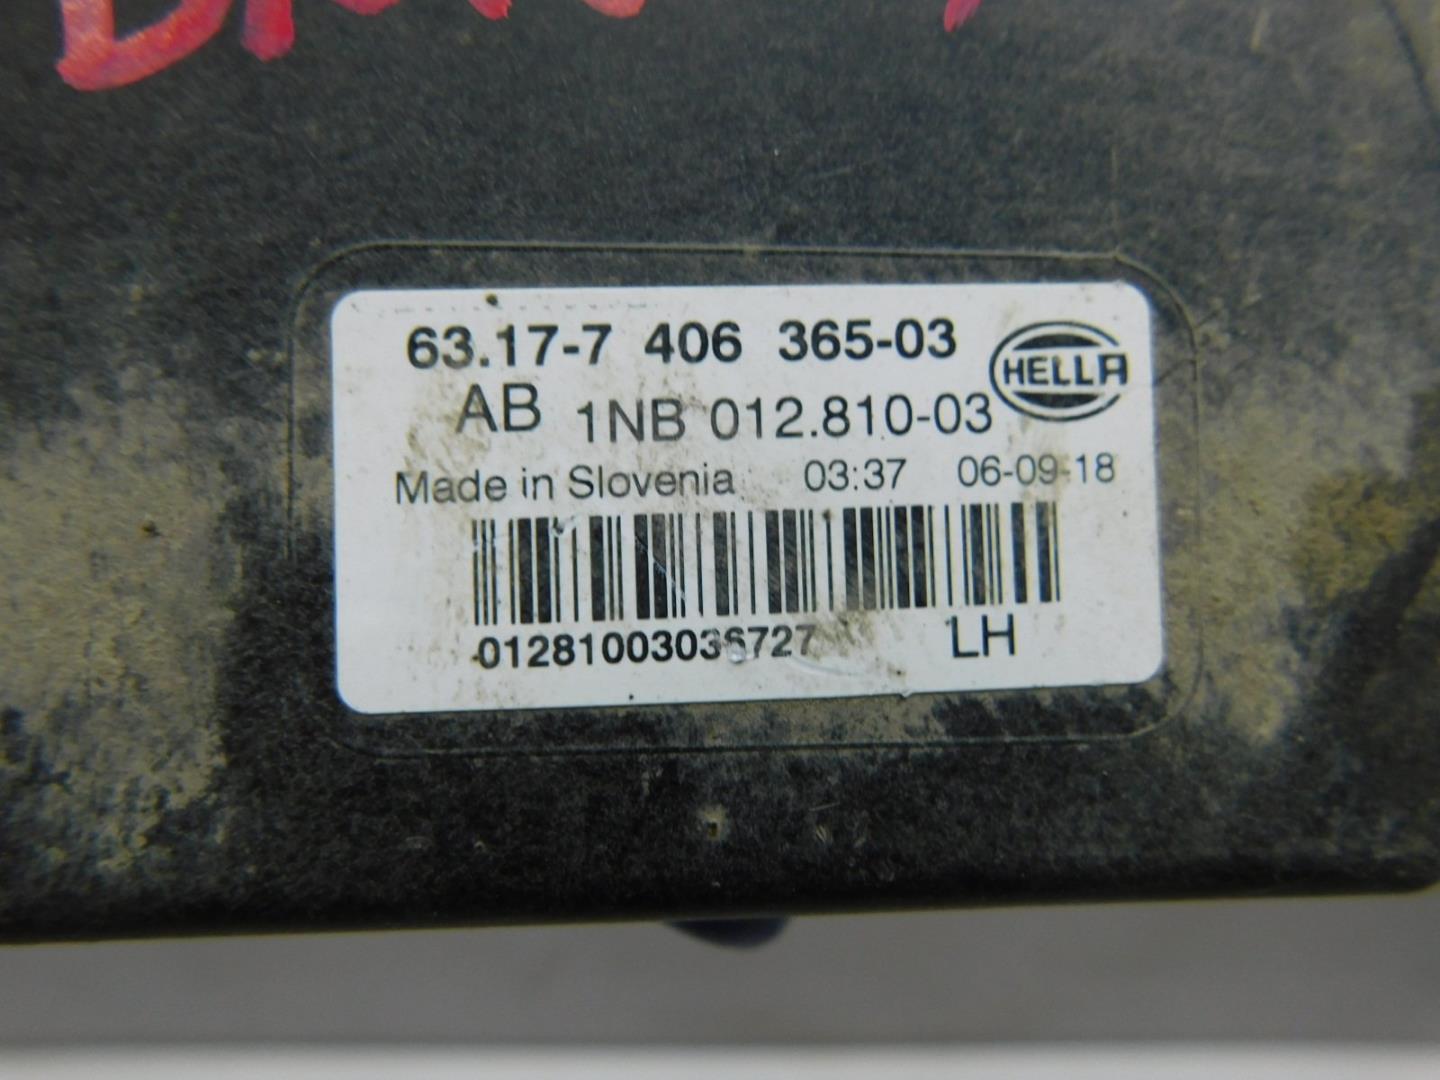 63.17-7 406 365-03
HELLA
AB 1NB 012.810-03
Made in Slovenia 03:37 06-09-18
01281003036727 LH